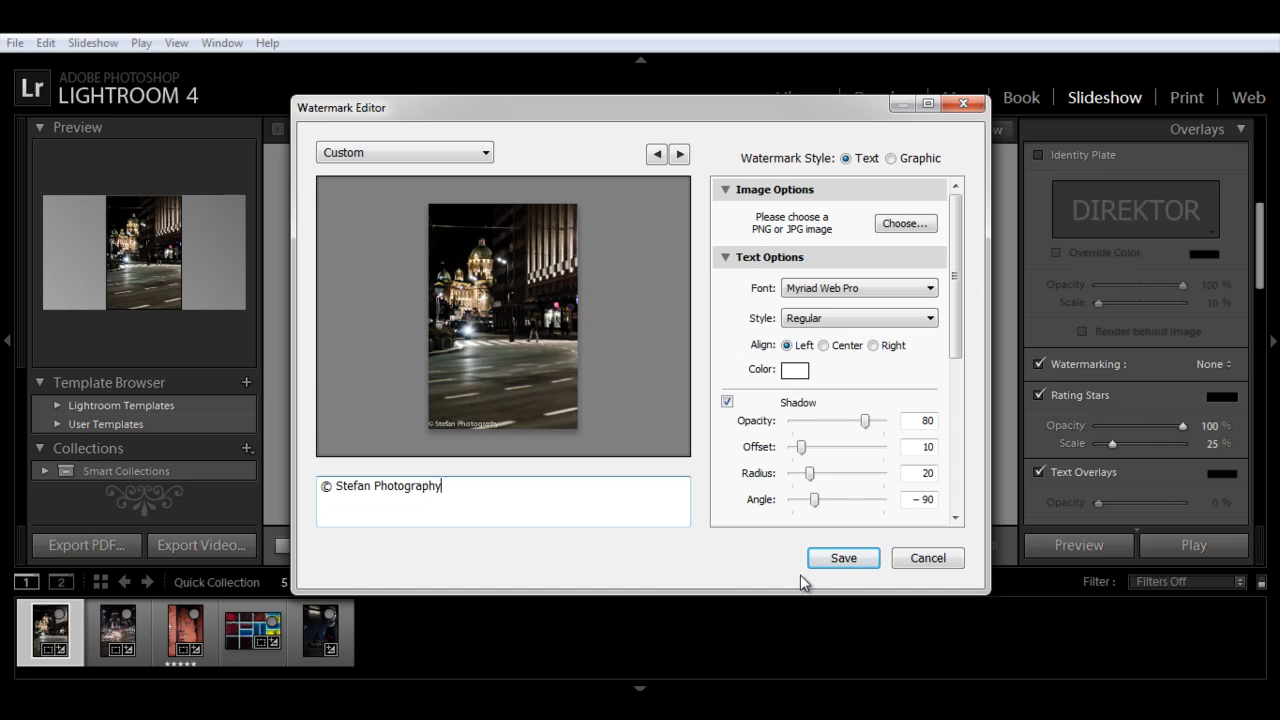 File Edit Slideshow Play View Window Help
Lr ADOBE PHOTOSHOP
LIGHTROOM 4
Book Slideshow Print Web
Watermark Editor
Preview
Overlays
Custom
Watermark Style: Text Graphic
Identity Plate
Image Options
Please choose a
PNG or JPG image
Choose...
DIREKTOR
Override Color
Text Options
Font: Myriad Web Pro
Opacity 100 %
Scale 10 %
Style: Regular
Render behind image
Align: Left Center Right
Color:
Watermarking : None
Template Browser
Rating Stars
Lightroom Templates
Shadow
User Templates
Opacity: 80
Opacity 100 %
© Stefan Photography
Scale 25 %
Collections
Offset: 10
Smart Collections
Radius: 20
Text Overlays
© Stefan Photography
Angle: – 90
Opacity 0 %
Export PDF... Export Video...
Save Cancel
Preview Play
1 2 Quick Collection 5
Filter : Filters Off